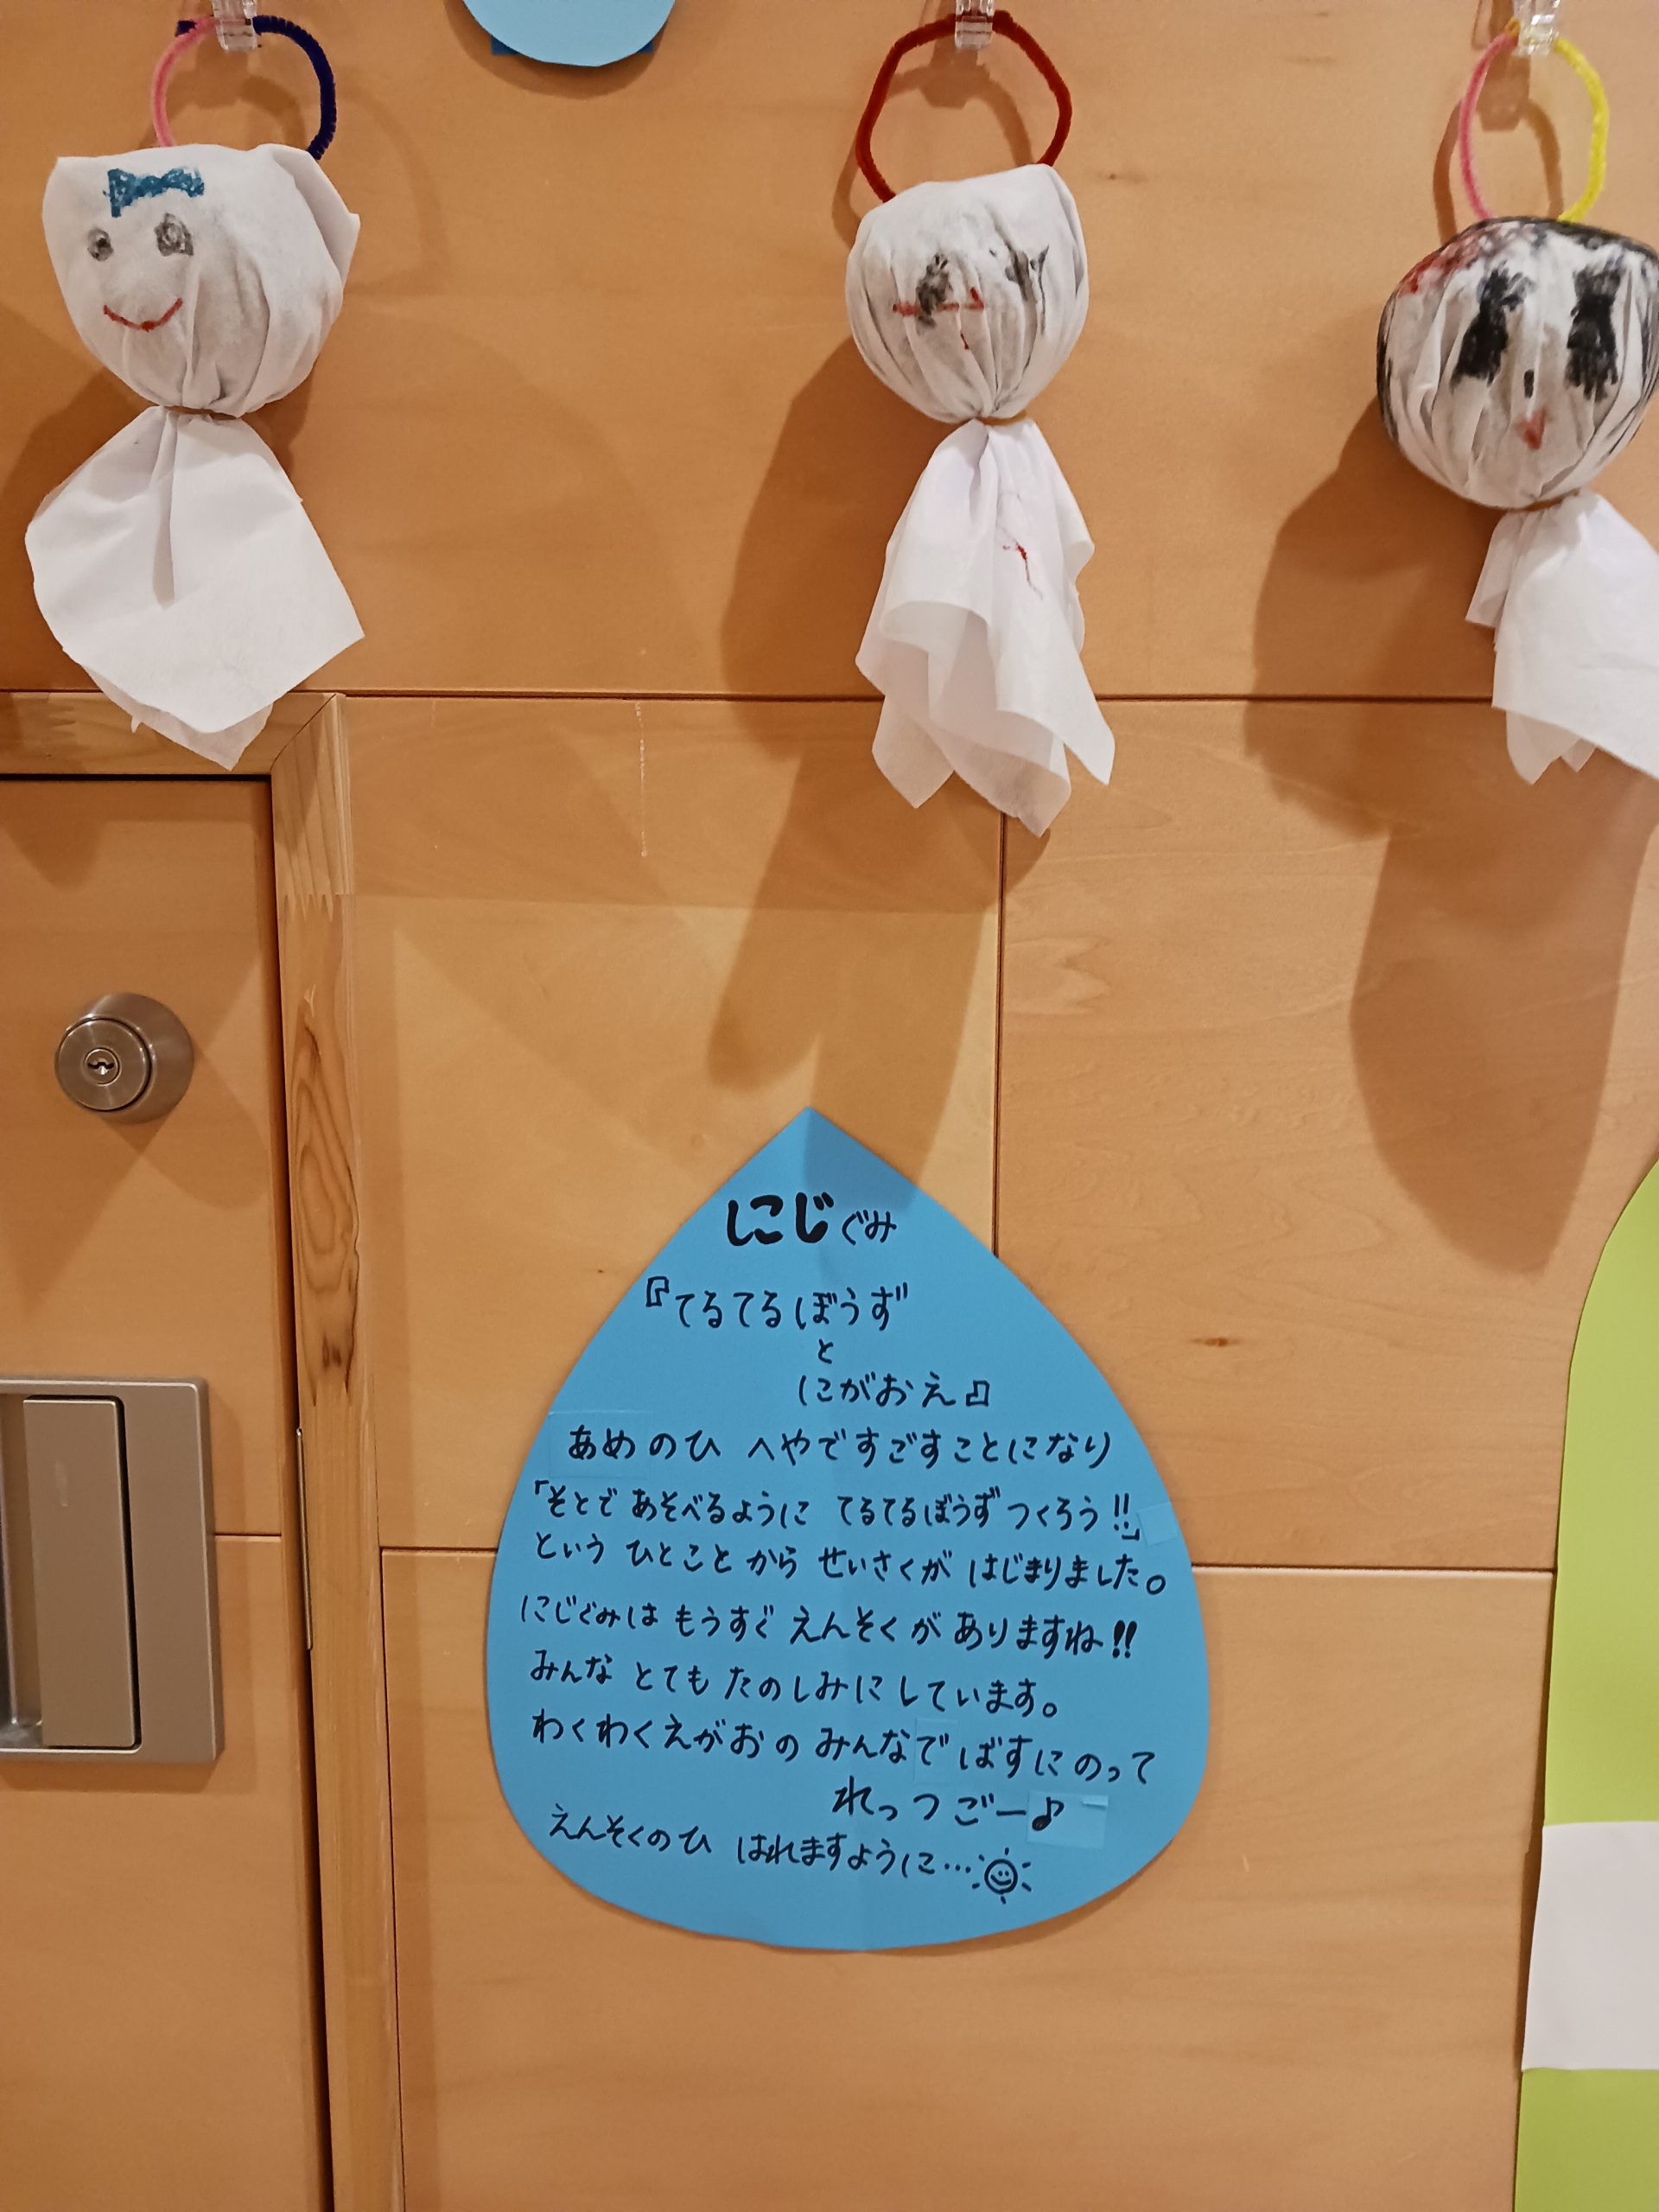 にじぐみ
『てるてるぼうず
と
にがおえ』
あめのひ へやですごすことになり
「そとで あそべるように てるてるぼうず つくろう!!」
という ひとことから せいさくが はじまりました。
にじぐみは もうすぐ えんそくが ありますね!!
みんな とても たのしみに しています。
わくわくえがおの みんなで ばすに のって
れっつ ごー♪
えんそくのひ はれますように…